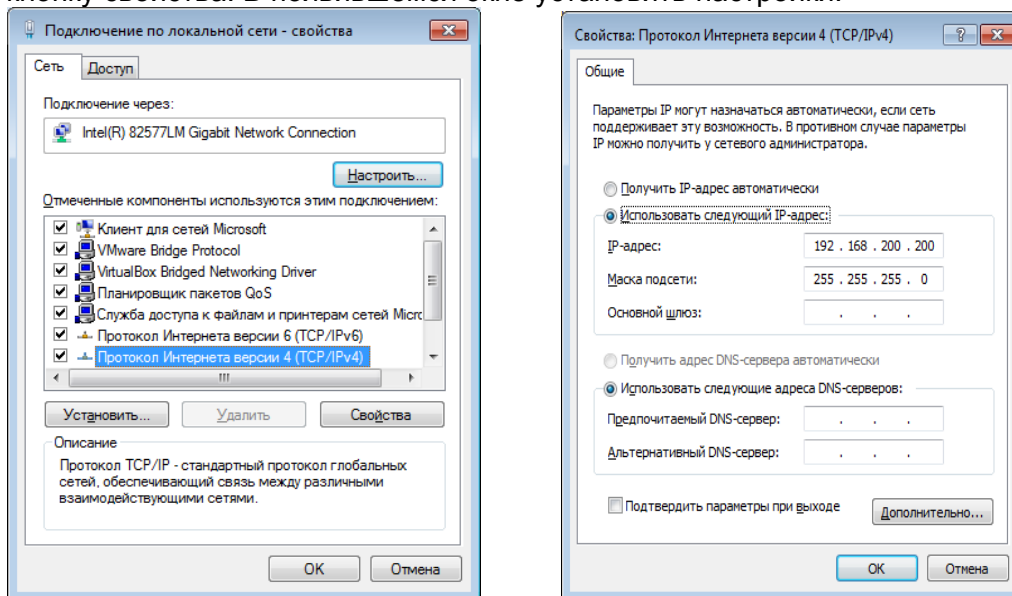 кнопку свойства. В появившемся окне установить настройки:
Подключение по локальной сети - свойства
Сеть
Доступ
Подключение через:
Intel(R) 82577LM Gigabit Network Connection
Настроить...
Отмеченные компоненты используются этим подключением:
Клиент для сетей Microsoft
VMware Bridge Protocol
VirtualBox Bridged Networking Driver
Планировщик пакетов QoS
Служба доступа к файлам и принтерам сетей Micro
Протокол Интернета версии 6 (TCP/IPv6)
Протокол Интернета версии 4 (TCP/IPv4)
Установить...
Удалить
Свойства
Описание
Протокол TCP/IP - стандартный протокол глобальных
сетей, обеспечивающий связь между различными
взаимодействующими сетями.
OK
Отмена
Свойства: Протокол Интернета версии 4 (TCP/IPv4)
Общие
Параметры IP могут назначаться автоматически, если сеть
поддерживает эту возможность. В противном случае параметры
IP можно получить у сетевого администратора.
Получить IP-адрес автоматически
Использовать следующий IP-адрес:
IP-адрес:
192 . 168 . 200 . 200
Маска подсети:
255 . 255 . 255 . 0
Основной шлюз:
. . .
Получить адрес DNS-сервера автоматически
Использовать следующие адреса DNS-серверов:
Предпочитаемый DNS-сервер:
. . .
Альтернативный DNS-сервер:
. . .
Подтвердить параметры при выходе
Дополнительно...
OK
Отмена